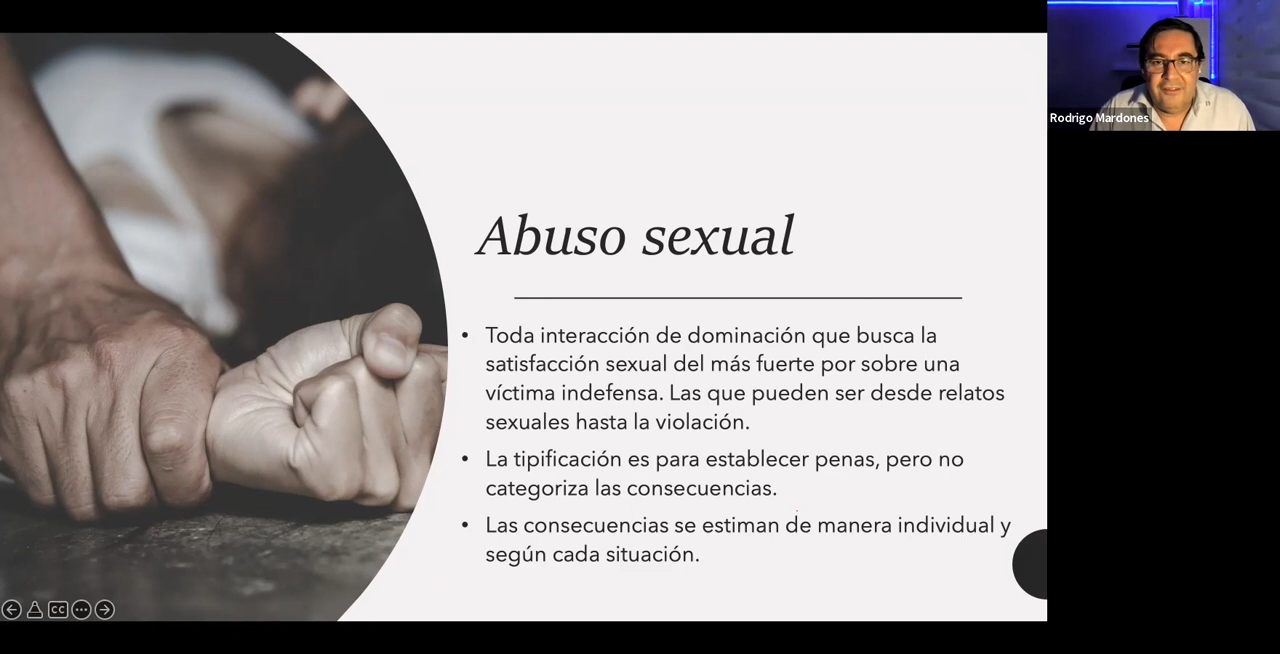 Rodrigo Mardones
Abuso sexual
• Toda interacción de dominación que busca la
satisfacción sexual del más fuerte por sobre una
víctima indefensa. Las que pueden ser desde relatos
sexuales hasta la violación.
• La tipificación es para establecer penas, pero no
categoriza las consecuencias.
• Las consecuencias se estiman de manera individual y
según cada situación.
CC